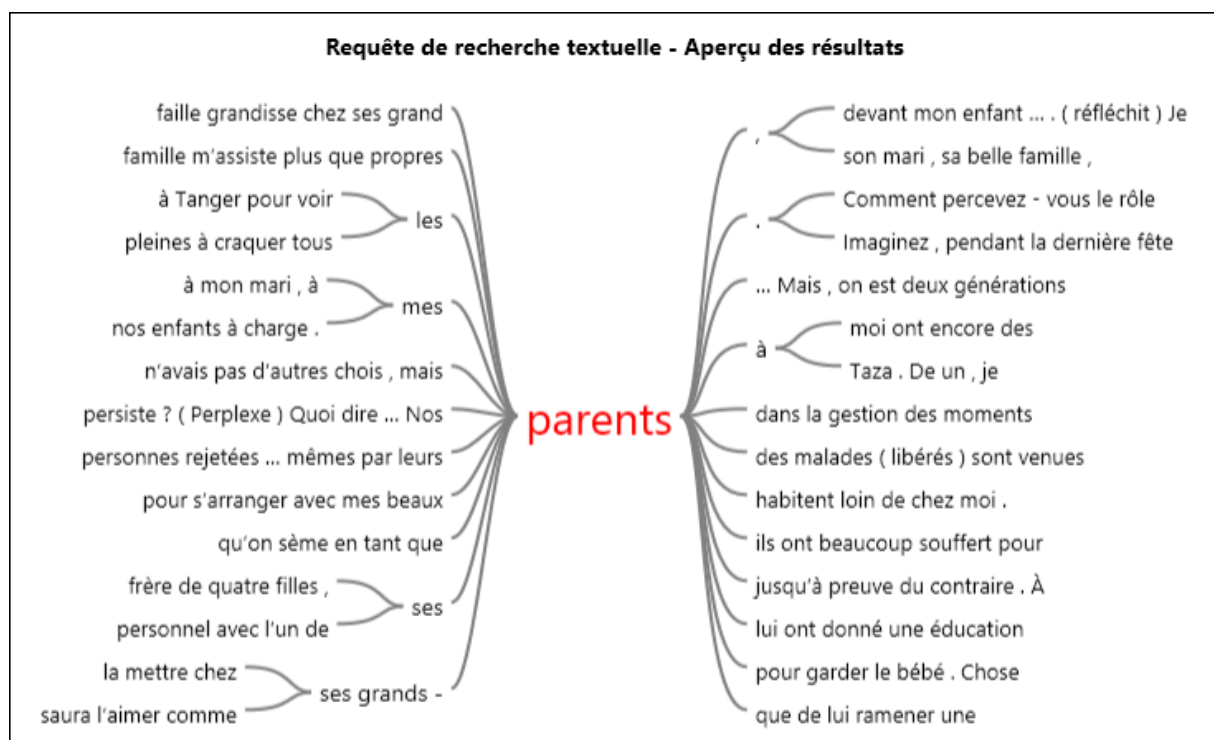 Requête de recherche textuelle - Aperçu des résultats
faille grandisse chez ses grand
famille m'assiste plus que propres
à Tanger pour voir
pleines à craquer tous
les
à mon mari , à
nos enfants à charge .
mes
n'avais pas d'autres chois , mais
persiste ? ( Perplexe ) Quoi dire ... Nos
personnes rejetées ... mêmes par leurs
pour s'arranger avec mes beaux
qu'on sème en tant que
frère de quatre filles ,
personnel avec l'un de
ses
la mettre chez
saura l'aimer comme
ses grands -
parents
,
devant mon enfant ... . ( réfléchit ) Je
son mari , sa belle famille ,
.
Comment percevez - vous le rôle
Imaginez , pendant la dernière fête
... Mais , on est deux générations
à
moi ont encore des
Taza . De un , je
dans la gestion des moments
des malades ( libérés ) sont venues
habitent loin de chez moi .
ils ont beaucoup souffert pour
jusqu'à preuve du contraire . À
lui ont donné une éducation
pour garder le bébé . Chose
que de lui ramener une